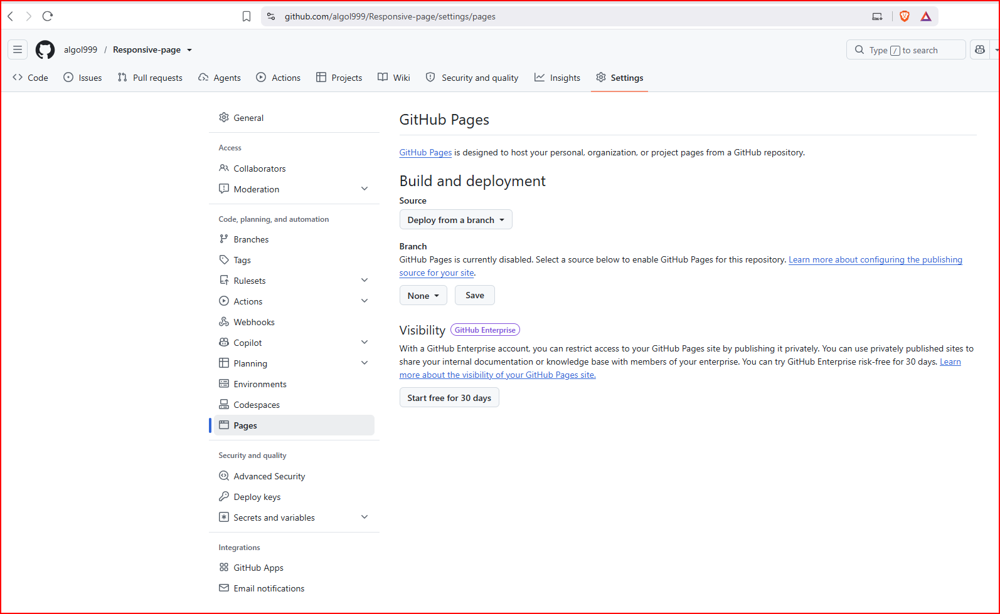 github.com/algol999/Responsive-page/settings/pages
algol999 / Responsive-page
Type / to search
Code Issues Pull requests Agents Actions Projects Wiki Security and quality Insights Settings
General
Access
Collaborators
Moderation
Code, planning, and automation
Branches
Tags
Rulesets
Actions
Webhooks
Copilot
Planning
Environments
Codespaces
Pages
Security and quality
Advanced Security
Deploy keys
Secrets and variables
Integrations
GitHub Apps
Email notifications
GitHub Pages
GitHub Pages is designed to host your personal, organization, or project pages from a GitHub repository.
Build and deployment
Source
Deploy from a branch
Branch
GitHub Pages is currently disabled. Select a source below to enable GitHub Pages for this repository. Learn more about configuring the publishing
source for your site.
None Save
Visibility GitHub Enterprise
With a GitHub Enterprise account, you can restrict access to your GitHub Pages site by publishing it privately. You can use privately published sites to
share your internal documentation or knowledge base with members of your enterprise. You can try GitHub Enterprise risk-free for 30 days. Learn
more about the visibility of your GitHub Pages site.
Start free for 30 days